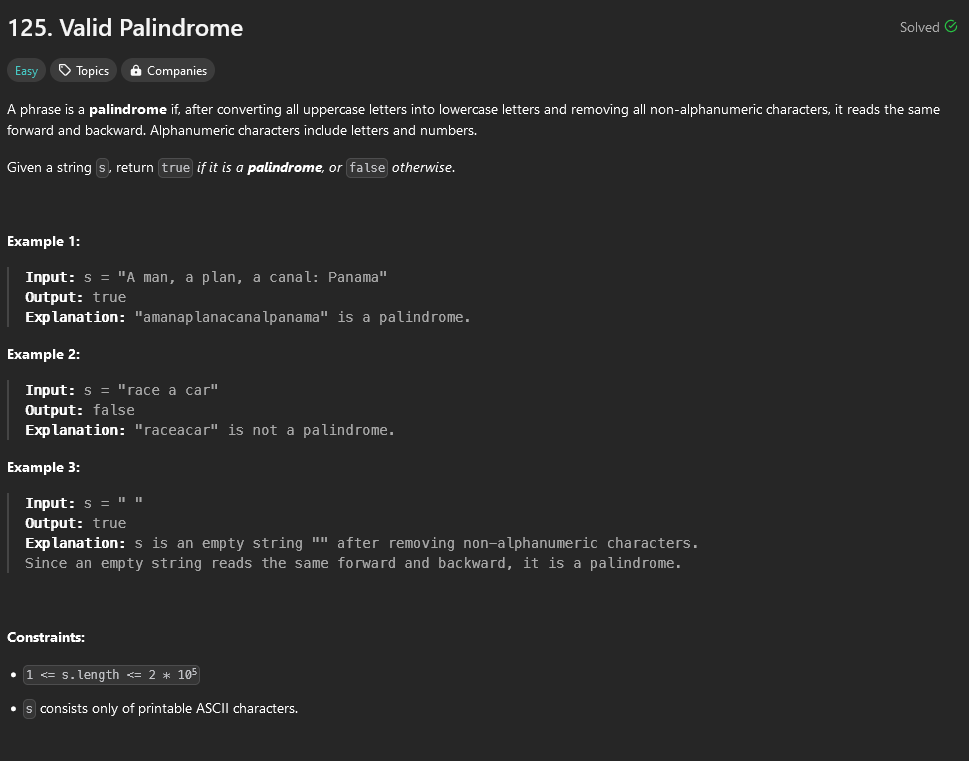 125. Valid Palindrome
Solved
Easy
Topics
Companies
A phrase is a palindrome if, after converting all uppercase letters into lowercase letters and removing all non-alphanumeric characters, it reads the same
forward and backward. Alphanumeric characters include letters and numbers.
Given a string s, return true if it is a palindrome, or false otherwise.
Example 1:
Input: s = "A man, a plan, a canal: Panama"
Output: true
Explanation: "amanaplanacanalpanama" is a palindrome.
Example 2:
Input: s = "race a car"
Output: false
Explanation: "raceacar" is not a palindrome.
Example 3:
Input: s = " "
Output: true
Explanation: s is an empty string "" after removing non-alphanumeric characters.
Since an empty string reads the same forward and backward, it is a palindrome.
Constraints:
• 1 <= s.length <= 2 * 10⁵
• s consists only of printable ASCII characters.